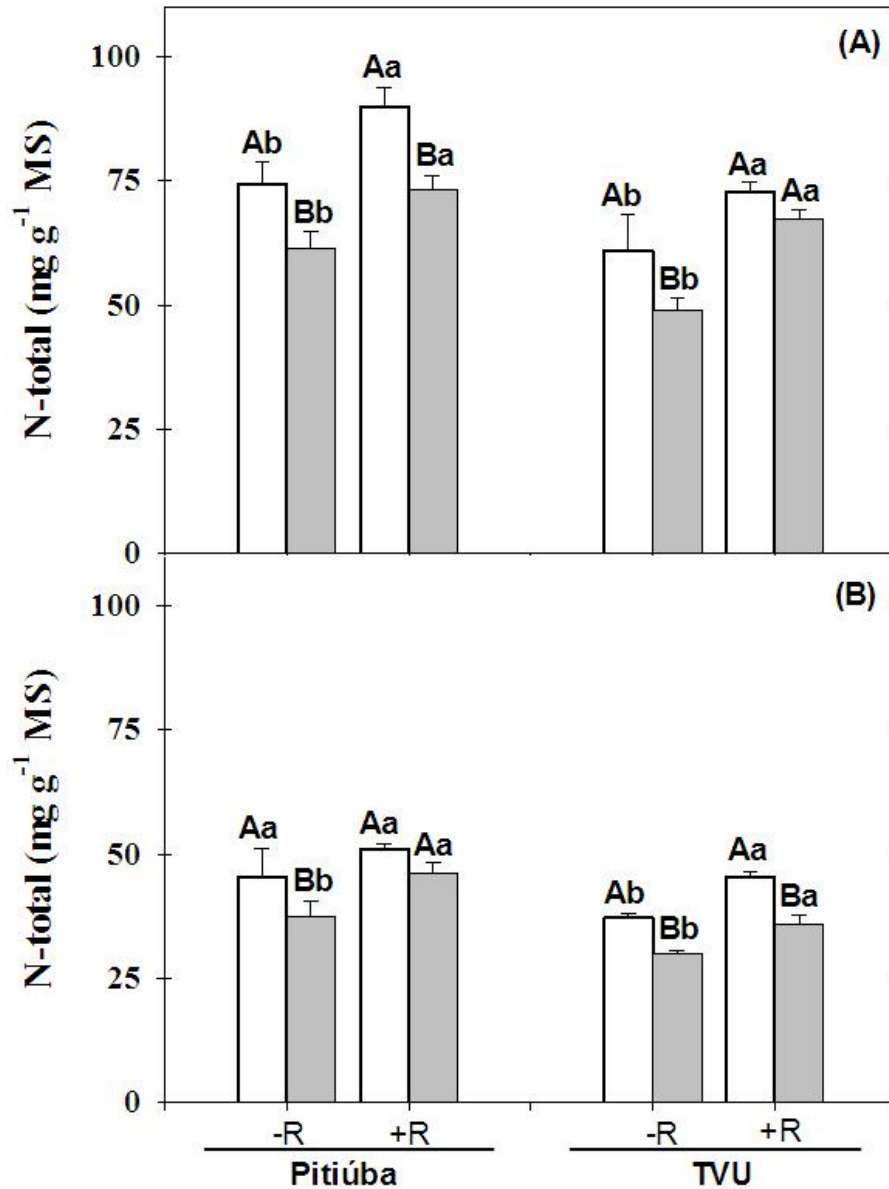 (A)
N-total (mg g⁻¹ MS)
100
75
50
25
0
Ab
Bb
Aa
Ba
Ab
Bb
Aa
Aa
(B)
N-total (mg g⁻¹ MS)
100
75
50
25
0
Aa
Bb
Aa
Aa
Ab
Bb
Aa
Ba
-R +R -R +R
Pitiúba TVU